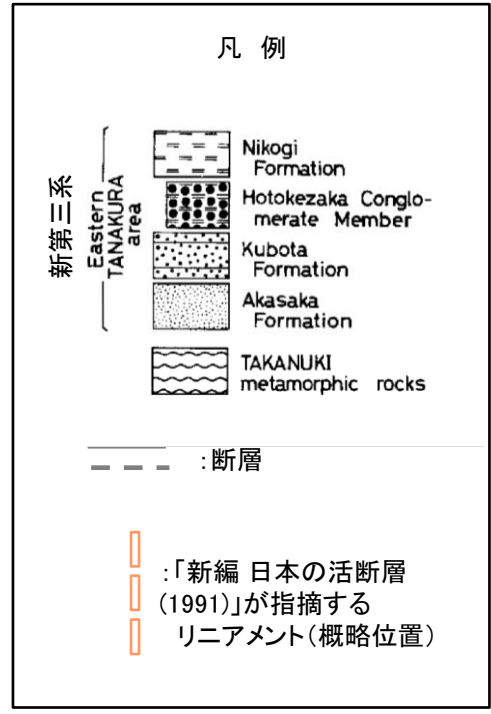 凡 例
新第三系
Eastern
TANAKURA
area
Nikogi
Formation
Hotokezaka Conglo-
merate Member
Kubota
Formation
Akasaka
Formation
TAKANUKI
metamorphic rocks
:断層
:「新編 日本の活断層
(1991)」が指摘する
リニアメント(概略位置)